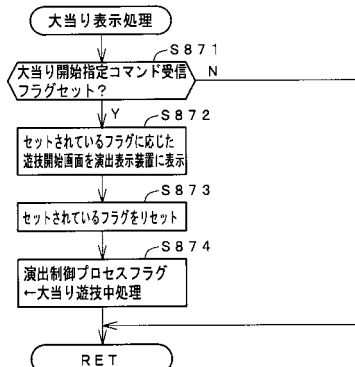 大当り表示処理
S871
大当り開始指定コマンド受信
フラグセット?
N
Y
S872
セットされているフラグに応じた
遊技開始画面を演出表示装置に表示
S873
セットされているフラグをリセット
S874
演出制御プロセスフラグ
←大当り遊技中処理
RET